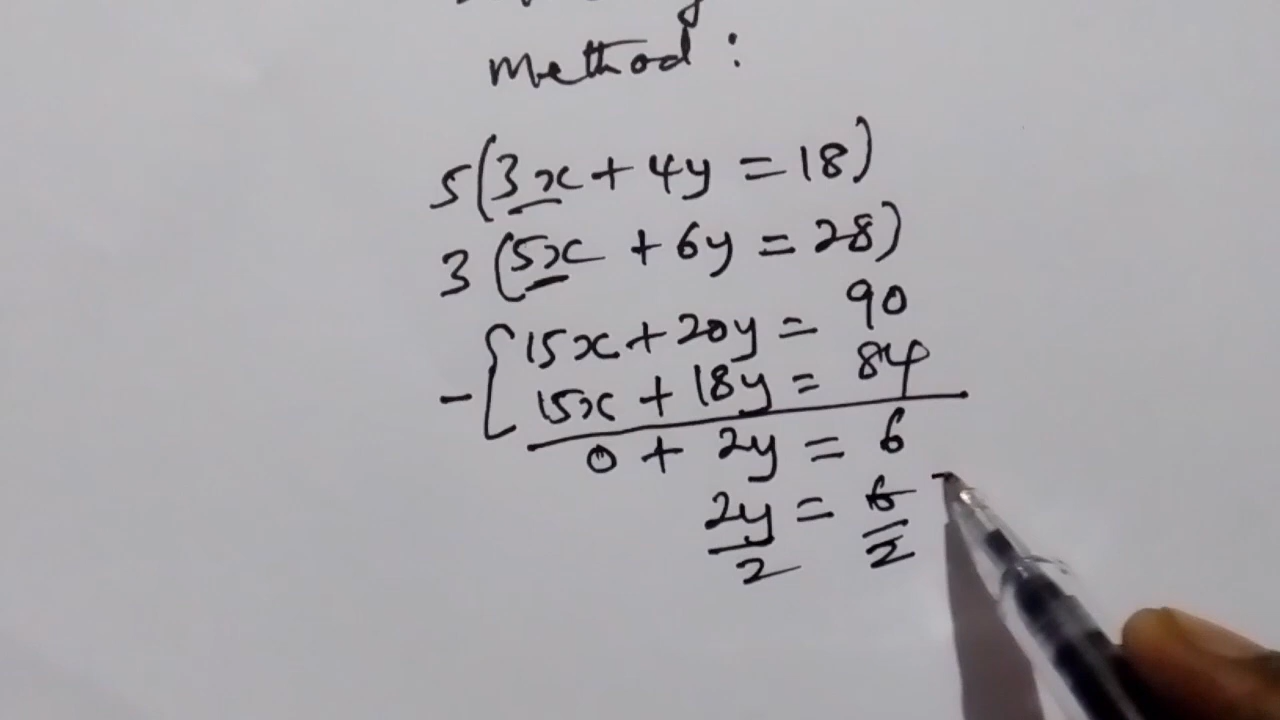 method :
5(3x + 4y = 18)
3(5x + 6y = 28)
15x + 20y = 90
- [ 15x + 18y = 84
0 + 2y = 6
2y/2 = 6/2